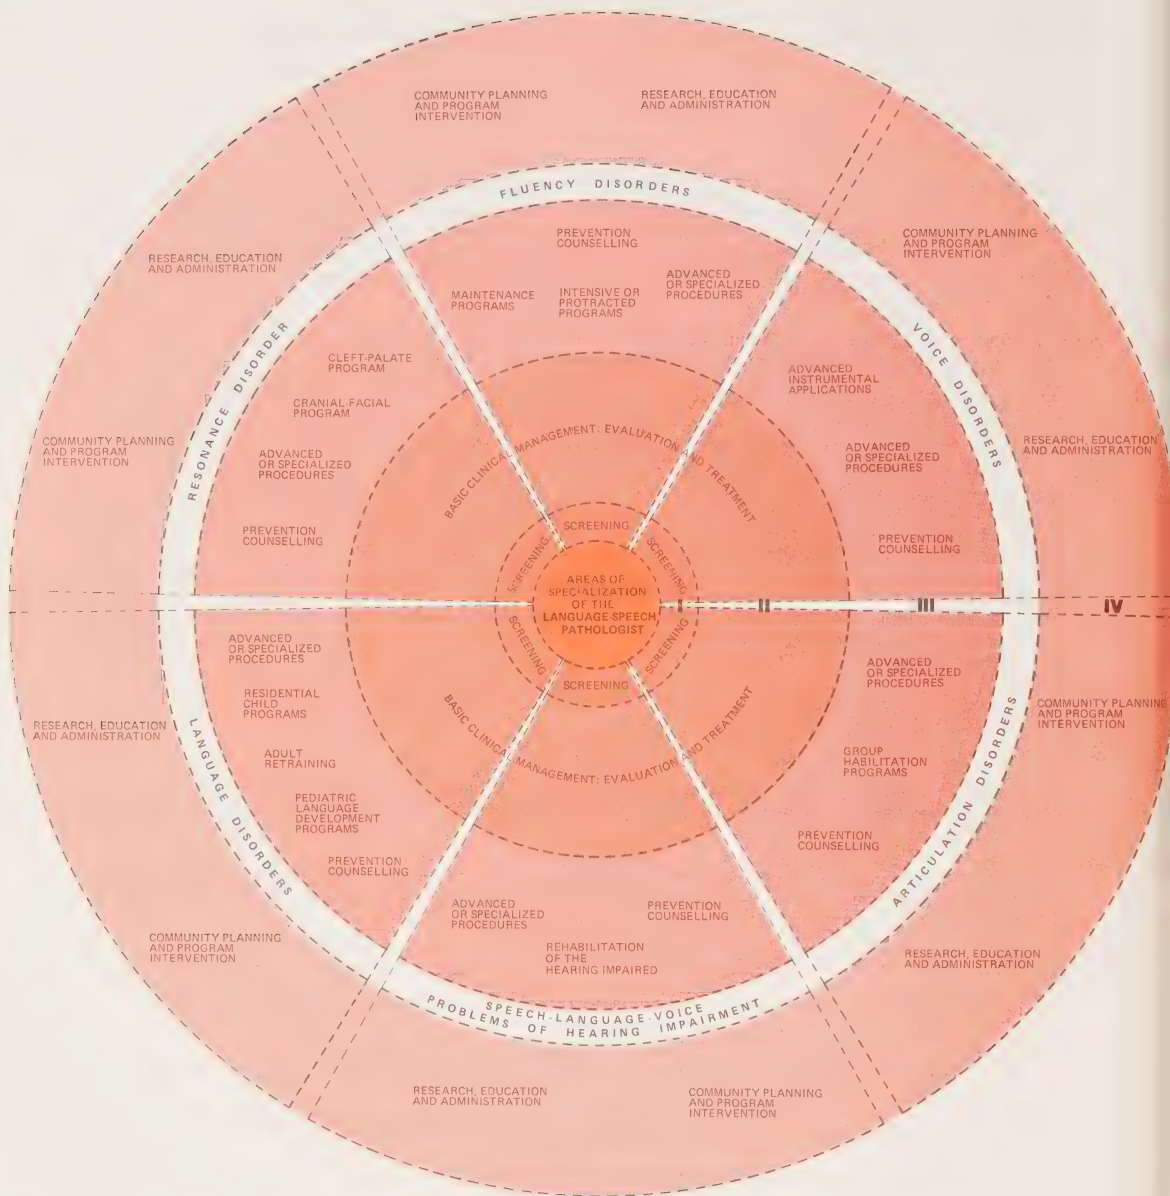 COMMUNITY PLANNING
AND PROGRAM
INTERVENTION
RESEARCH, EDUCATION
AND ADMINISTRATION
FLUENCY DISORDERS
PREVENTION
COUNSELLING
MAINTENANCE
PROGRAMS
INTENSIVE OR
PROTRACTED
PROGRAMS
ADVANCED
OR SPECIALIZED
PROCEDURES
COMMUNITY PLANNING
AND PROGRAM
INTERVENTION
RESEARCH, EDUCATION
AND ADMINISTRATION
VOICE DISORDERS
ADVANCED
INSTRUMENTAL
APPLICATIONS
ADVANCED
OR SPECIALIZED
PROCEDURES
PREVENTION
COUNSELLING
RESEARCH, EDUCATION
AND ADMINISTRATION
COMMUNITY PLANNING
AND PROGRAM
INTERVENTION
RESONANCE DISORDER
CLEFT-PALATE
PROGRAM
CRANIAL-FACIAL
PROGRAM
ADVANCED
OR SPECIALIZED
PROCEDURES
PREVENTION
COUNSELLING
BASIC CLINICAL MANAGEMENT: EVALUATION AND TREATMENT
SCREENING
SCREENING
SCREENING
AREAS OF
SPECIALIZATION
OF THE
LANGUAGE-SPEECH
PATHOLOGIST
I
II
III
IV
SCREENING
SCREENING
SCREENING
BASIC CLINICAL MANAGEMENT: EVALUATION AND TREATMENT
ADVANCED
OR SPECIALIZED
PROCEDURES
RESIDENTIAL
CHILD
PROGRAMS
ADULT
RETRAINING
PEDIATRIC
LANGUAGE
DEVELOPMENT
PROGRAMS
PREVENTION
COUNSELLING
LANGUAGE DISORDERS
RESEARCH, EDUCATION
AND ADMINISTRATION
COMMUNITY PLANNING
AND PROGRAM
INTERVENTION
ADVANCED
OR SPECIALIZED
PROCEDURES
GROUP
HABILITATION
PROGRAMS
PREVENTION
COUNSELLING
ARTICULATION DISORDERS
COMMUNITY PLANNING
AND PROGRAM
INTERVENTION
RESEARCH, EDUCATION
AND ADMINISTRATION
ADVANCED
OR SPECIALIZED
PROCEDURES
PREVENTION
COUNSELLING
REHABILITATION
OF THE
HEARING IMPAIRED
SPEECH-LANGUAGE-VOICE
PROBLEMS OF HEARING IMPAIRMENT
RESEARCH, EDUCATION
AND ADMINISTRATION
COMMUNITY PLANNING
AND PROGRAM
INTERVENTION